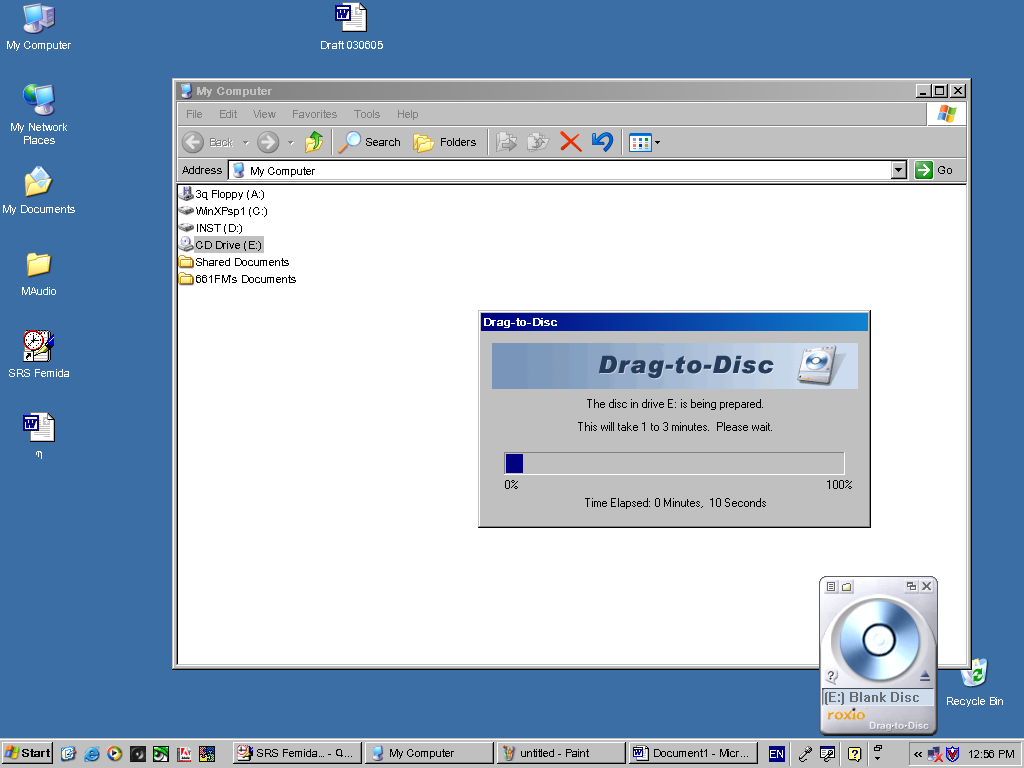 My Computer
Draft 030605
My Network
Places
My Documents
MAudio
SRS Femida
ๆ
My Computer
File Edit View Favorites Tools Help
Back Search Folders
Address My Computer Go
3q Floppy (A:)
WinXPsp1 (C:)
INST (D:)
CD Drive (E:)
Shared Documents
661FM's Documents
Drag-to-Disc
Drag-to-Disc
The disc in drive E: is being prepared.
This will take 1 to 3 minutes. Please wait.
0% 100%
Time Elapsed: 0 Minutes, 10 Seconds
(E:) Blank Disc
roxio
Drag-to-Disc
Recycle Bin
Start SRS Femida... - Q... My Computer untitled - Paint Document1 - Micr... EN « 12:56 PM